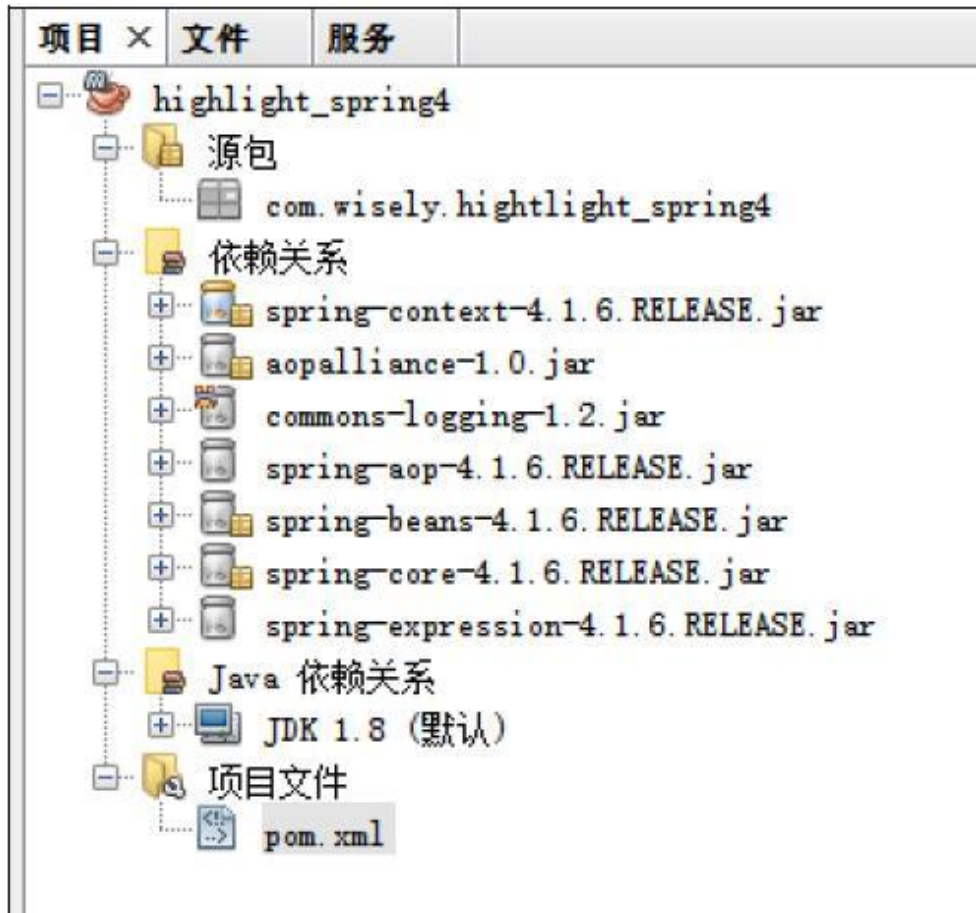 项目 × 文件 服务
highlight_spring4
源包
com.wisely.hightlight_spring4
依赖关系
spring-context-4.1.6.RELEASE.jar
aopalliance-1.0.jar
commons-logging-1.2.jar
spring-aop-4.1.6.RELEASE.jar
spring-beans-4.1.6.RELEASE.jar
spring-core-4.1.6.RELEASE.jar
spring-expression-4.1.6.RELEASE.jar
Java 依赖关系
JDK 1.8 (默认)
项目文件
pom.xml